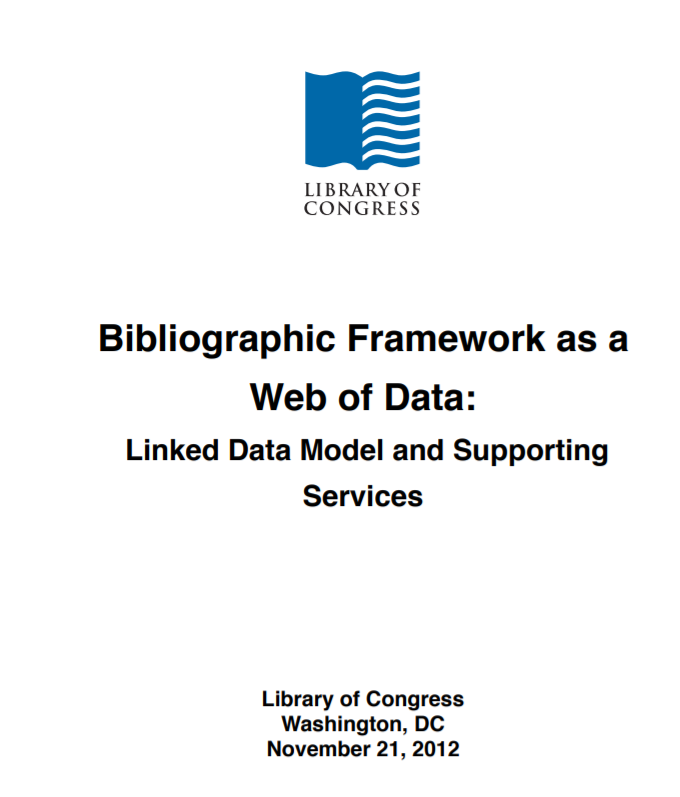 LIBRARY OF
CONGRESS
Bibliographic Framework as a
Web of Data:
Linked Data Model and Supporting
Services
Library of Congress
Washington, DC
November 21, 2012